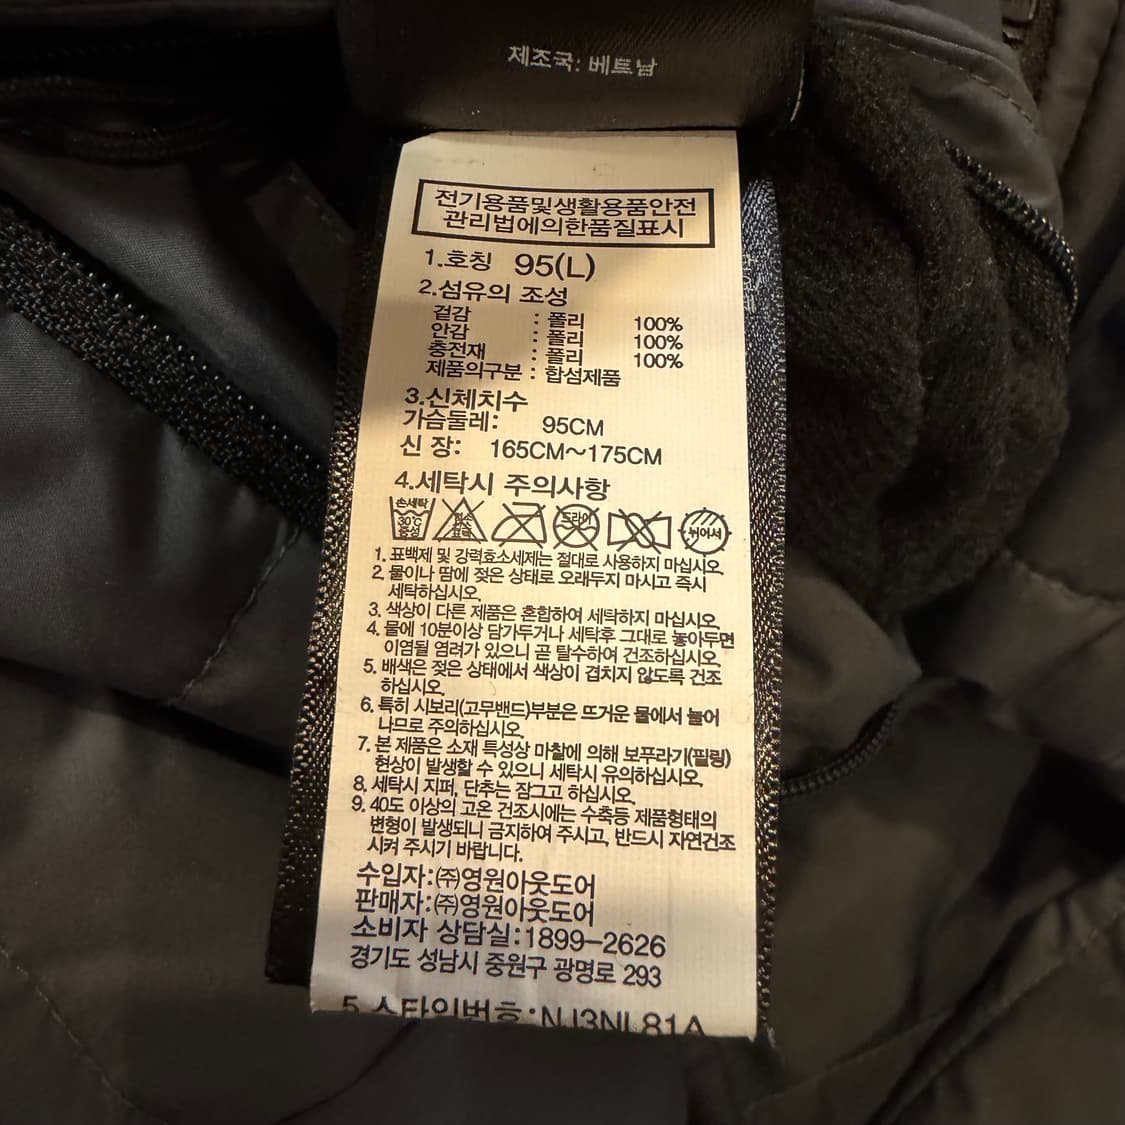 제조국: 베트남
전기용품및생활용품안전
관리법에의한품질표시
1.호칭 95(L)
2.섬유의 조성
겉감 : 폴리 100%
안감 : 폴리 100%
충전재 : 폴리 100%
제품의구분 : 합섬제품
3.신체치수
가슴둘레: 95CM
신 장: 165CM~175CM
4.세탁시 주의사항
손세탁 30℃ 중성 염소 표백 드라이 뉘어서
1. 표백제 및 강력효소세제는 절대로 사용하지 마십시오.
2. 물이나 땀에 젖은 상태로 오래두지 마시고 즉시
세탁하십시오.
3. 색상이 다른 제품은 혼합하여 세탁하지 마십시오.
4. 물에 10분이상 담가두거나 세탁후 그대로 놓아두면
이염될 염려가 있으니 곧 탈수하여 건조하십시오.
5. 배색은 젖은 상태에서 색상이 겹치지 않도록 건조
하십시오.
6. 특히 시보리(고무밴드)부분은 뜨거운 물에서 늘어
나므로 주의하십시오.
7. 본 제품은 소재 특성상 마찰에 의해 보푸라기(필링)
현상이 발생할 수 있으니 세탁시 유의하십시오.
8. 세탁시 지퍼, 단추는 잠그고 하십시오.
9. 40도 이상의 고온 건조시에는 수축등 제품형태의
변형이 발생되니 금지하여 주시고, 반드시 자연건조
시켜 주시기 바랍니다.
수입자:㈜영원아웃도어
판매자:㈜영원아웃도어
소비자 상담실:1899-2626
경기도 성남시 중원구 광명로 293
5.스타일번호:NJ3NL81A